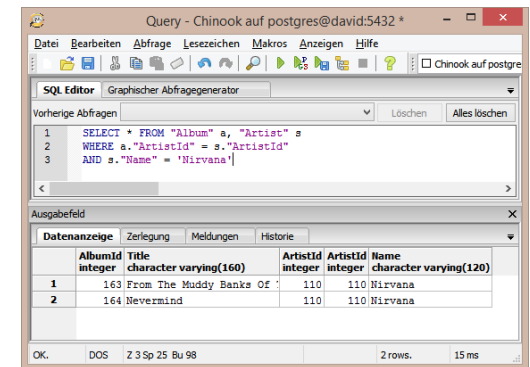 Query - Chinook auf postgres@david:5432 *
Datei Bearbeiten Abfrage Lesezeichen Makros Anzeigen Hilfe
Chinook auf postgre
SQL Editor Graphischer Abfragegenerator
Vorherige Abfragen Löschen Alles löschen
1 SELECT * FROM "Album" a, "Artist" s
2 WHERE a."ArtistId" = s."ArtistId"
3 AND s."Name" = 'Nirvana'
Ausgabefeld
Datenanzeige Zerlegung Meldungen Historie
AlbumId Title ArtistId ArtistId Name
integer character varying(160) integer integer character varying(120)
1 163 From The Muddy Banks Of 110 110 Nirvana
2 164 Nevermind 110 110 Nirvana
OK. DOS Z 3 Sp 25 Bu 98 2 rows. 15 ms